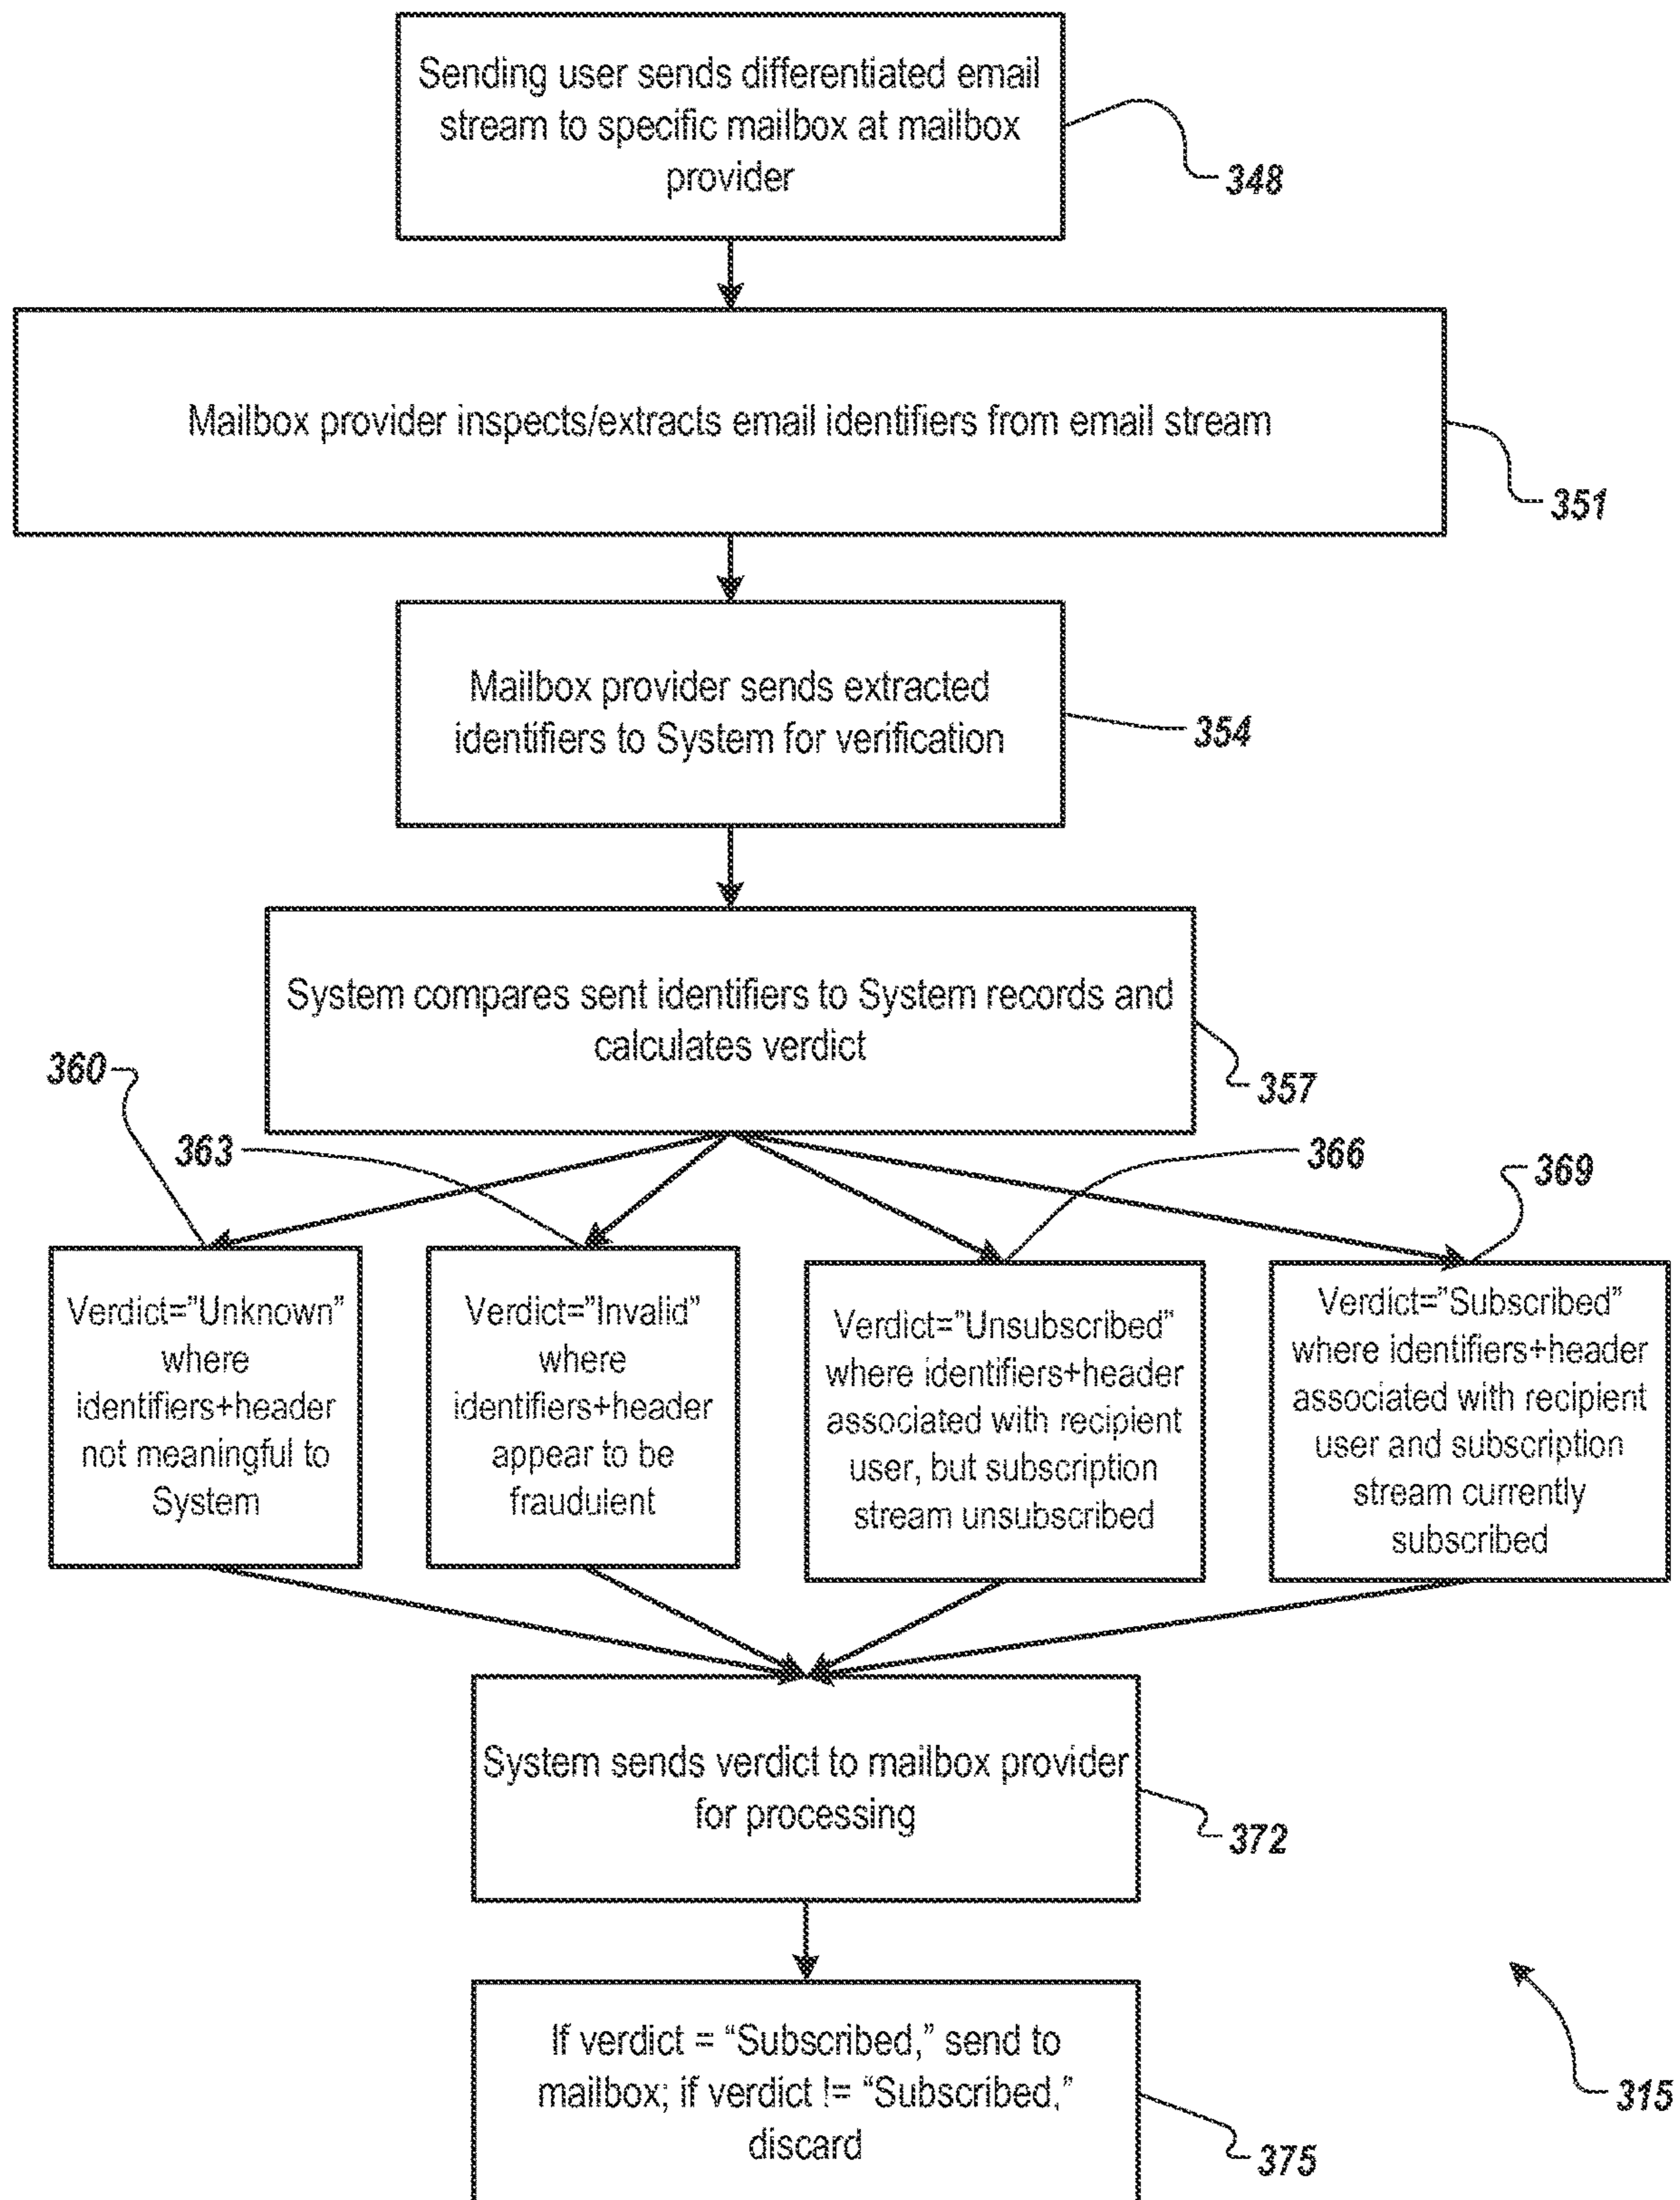 Sending user sends differentiated email
stream to specific mailbox at mailbox
provider
348
Mailbox provider inspects/extracts email identifiers from email stream
351
Mailbox provider sends extracted
identifiers to System for verification
354
System compares sent identifiers to System records and
calculates verdict
357
360
363
366
369
Verdict="Unknown"
where
identifiers+header
not meaningful to
System
Verdict="Invalid"
where
identifiers+header
appear to be
fraudulent
Verdict="Unsubscribed"
where identifiers+header
associated with recipient
user, but subscription
stream unsubscribed
Verdict="Subscribed"
where identifiers+header
associated with recipient
user and subscription
stream currently
subscribed
System sends verdict to mailbox provider
for processing
372
If verdict = “Subscribed,” send to
mailbox; if verdict != “Subscribed,”
discard
375
315